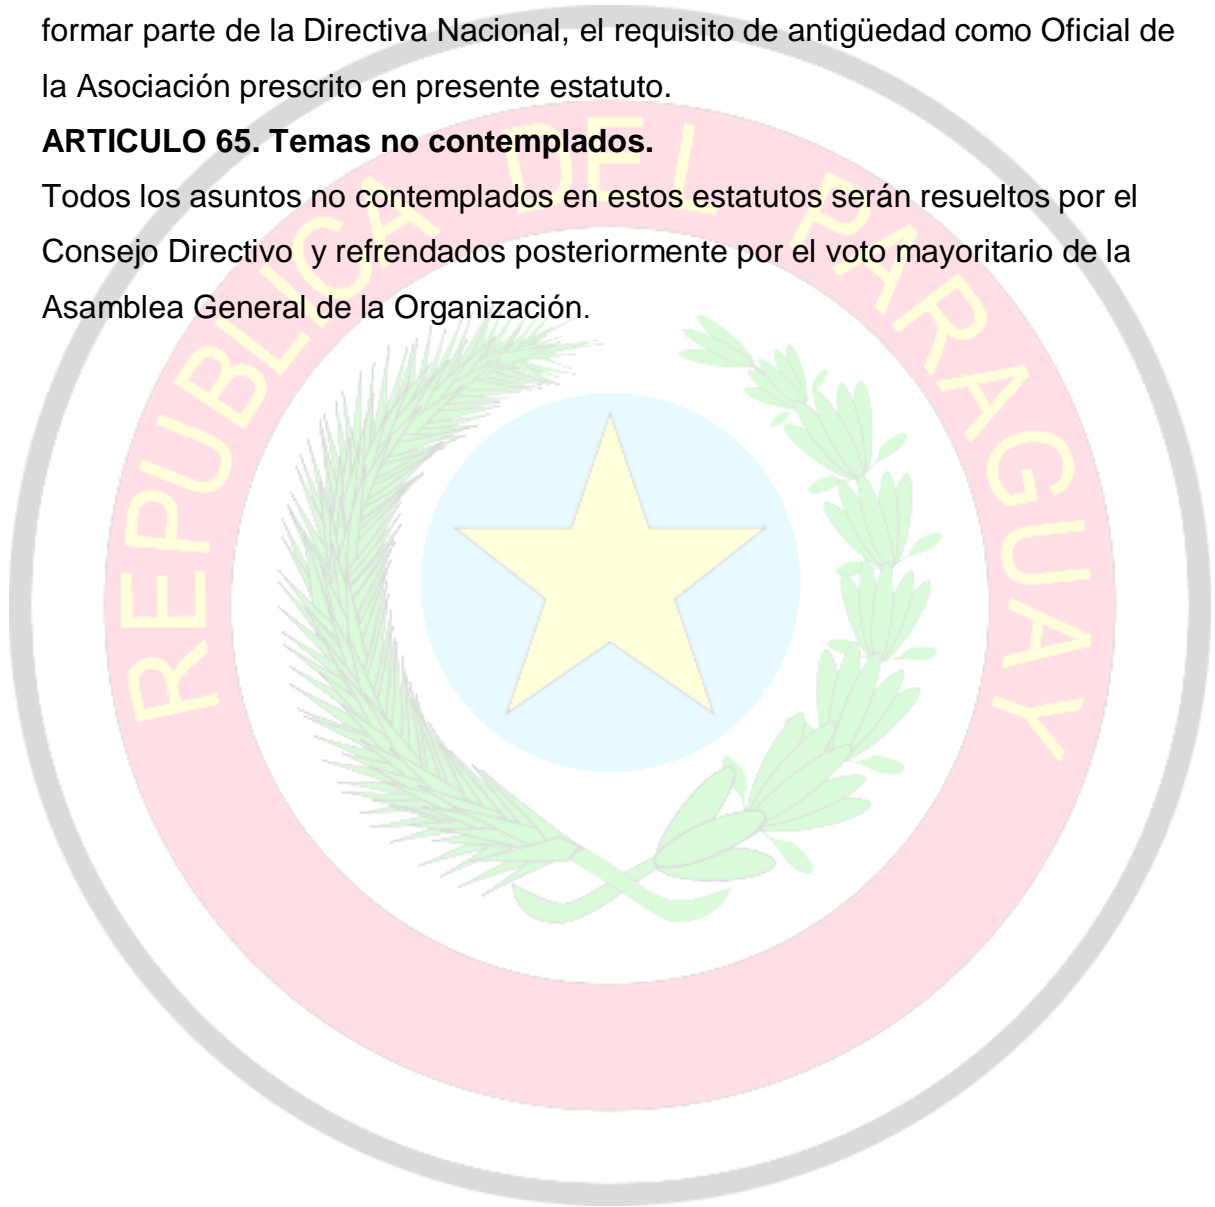 formar parte de la Directiva Nacional, el requisito de antigüedad como Oficial de
la Asociación prescrito en presente estatuto.
ARTICULO 65. Temas no contemplados.
Todos los asuntos no contemplados en estos estatutos serán resueltos por el
Consejo Directivo  y refrendados posteriormente por el voto mayoritario de la
Asamblea General de la Organización.
REPUBLICA DEL PARAGUAY